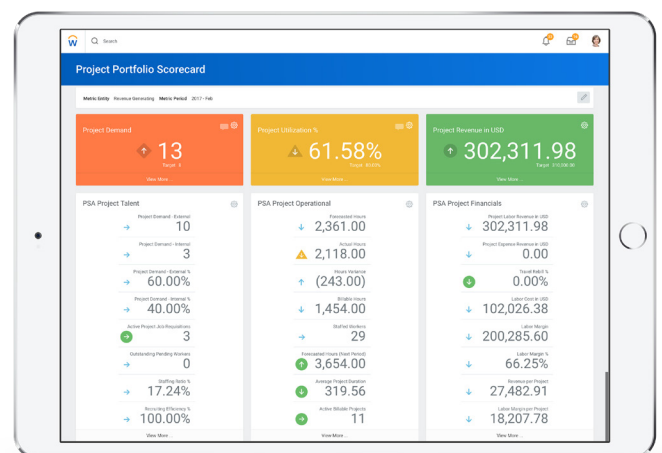 w
Search
Project Portfolio Scorecard
Metric Entity Revenue Generating Metric Period 2017 - Feb
Project Demand
13
View More ...
Project Utilization %
61.58%
View More ...
Project Revenue in USD
302,311.98
View More ...
PSA Project Talent
Project Demand - External
10
Project Demand - Internal
3
Project Demand - External %
60.00%
Project Demand - Internal %
40.00%
Active Project Job Requisitions
3
Outstanding Pending Workers
0
Staffing Ratio %
17.24%
Recruiting Efficiency %
100.00%
View More ...
PSA Project Operational
Forecasted Hours
2,361.00
Actual Hours
2,118.00
Hours Variance
(243.00)
Billable Hours
1,454.00
Staffed Workers
29
Forecasted Hours (Next Period)
3,654.00
Average Project Duration
319.56
Active Billable Projects
11
View More ...
PSA Project Financials
Project Labor Revenue in USD
302,311.98
Project Expense Revenue in USD
0.00
Travel Rebill %
0.00%
Labor Cost in USD
102,026.38
Labor Margin
200,285.60
Labor Margin %
66.25%
Revenue per Project
27,482.91
Labor Margin per Project
18,207.78
View More ...